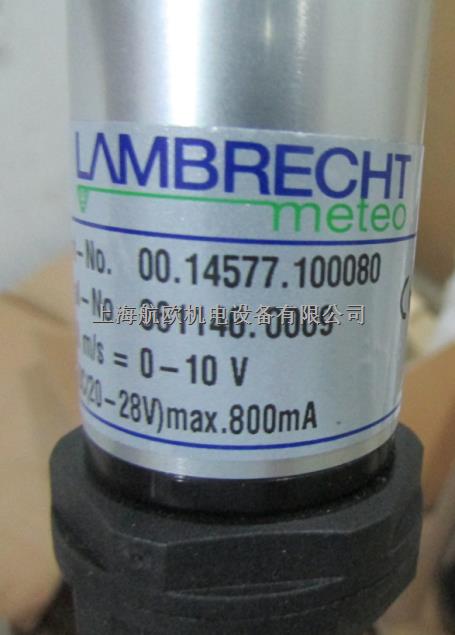 LAMBRECHT
meteo
-No. 00.14577.100080
-No.
上海航欧机电设备有限公司
m/s = 0-10 V
(20-28V)max.800mA